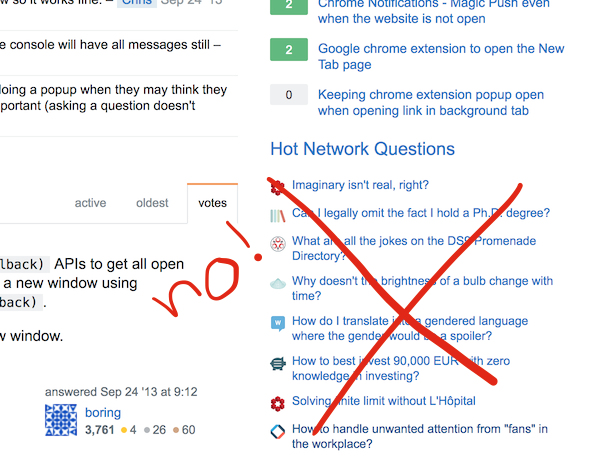 w so it works fine. – Chris Sep 24 '13
e console will have all messages still –
loing a popup when they may think they
portant (asking a question doesn't
active oldest votes
lback) APIs to get all open
a new window using
back).
w window.
answered Sep 24 '13 at 9:12
boring
3,761 4 26 60
2 Chrome Notifications - Magic Push even
when the website is not open
2 Google chrome extension to open the New
Tab page
0 Keeping chrome extension popup open
when opening link in background tab
Hot Network Questions
Imaginary isn't real, right?
Can I legally omit the fact I hold a Ph.D. degree?
What are all the jokes on the DS9 Promenade
Directory?
Why doesn't the brightness of a bulb change with
time?
How do I translate into a gendered language
where the gender would be a spoiler?
How to best invest 90,000 EUR with zero
knowledge in investing?
Solving finite limit without L'Hôpital
How to handle unwanted attention from "fans" in
the workplace?
no!